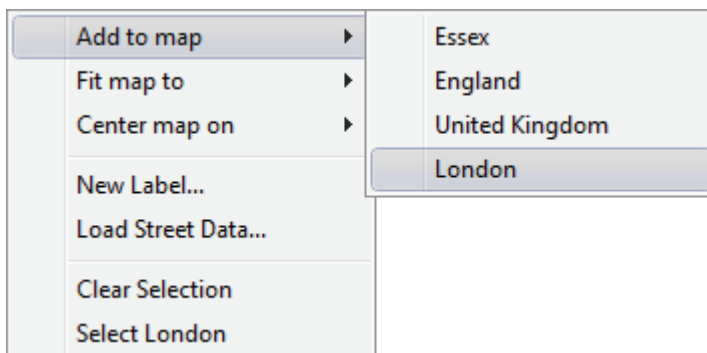 Add to map
Fit map to
Center map on
New Label...
Load Street Data...
Clear Selection
Select London
Essex
England
United Kingdom
London